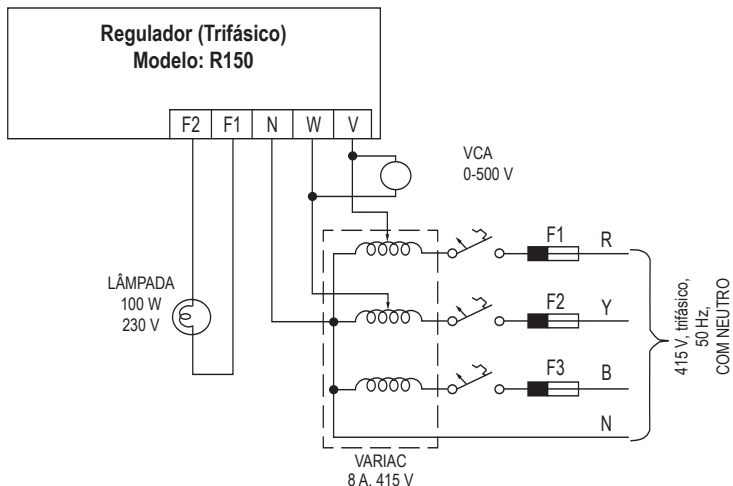 Regulador (Trifásico)
Modelo: R150
F2 F1 N W V
VCA
0-500 V
LÂMPADA
100 W
230 V
F1 R
F2 Y
F3 B
N
415 V, trifásico,
50 Hz,
COM NEUTRO
VARIAC
8 A, 415 V